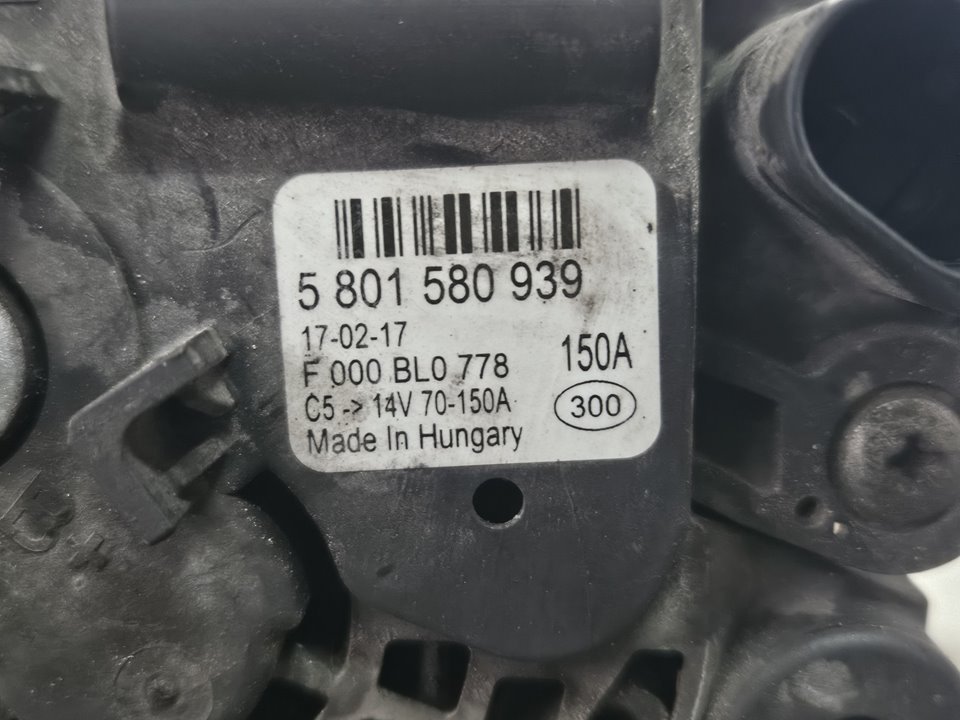 5 801 580 939
17-02-17
F 000 BL0 778
150A
C5 -> 14V 70-150A
300
Made In Hungary